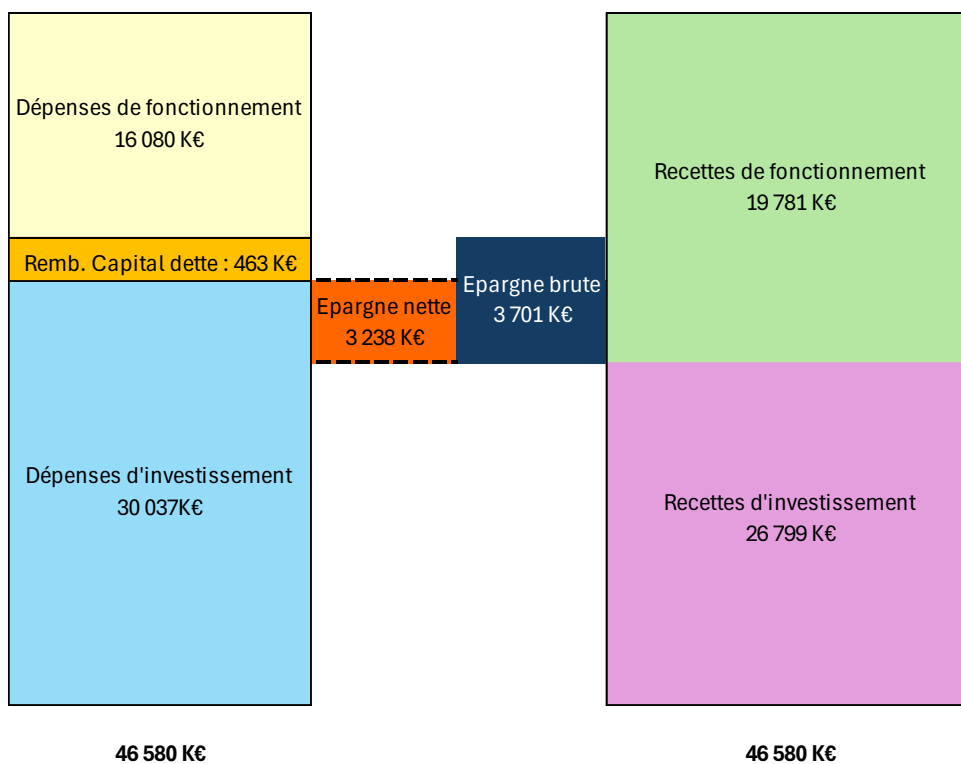 Dépenses de fonctionnement
16 080 K€
Remb. Capital dette : 463 K€
Dépenses d'investissement
30 037K€
Epargne nette
3 238 K€
Epargne brute
3 701 K€
Recettes de fonctionnement
19 781 K€
Recettes d'investissement
26 799 K€
46 580 K€
46 580 K€